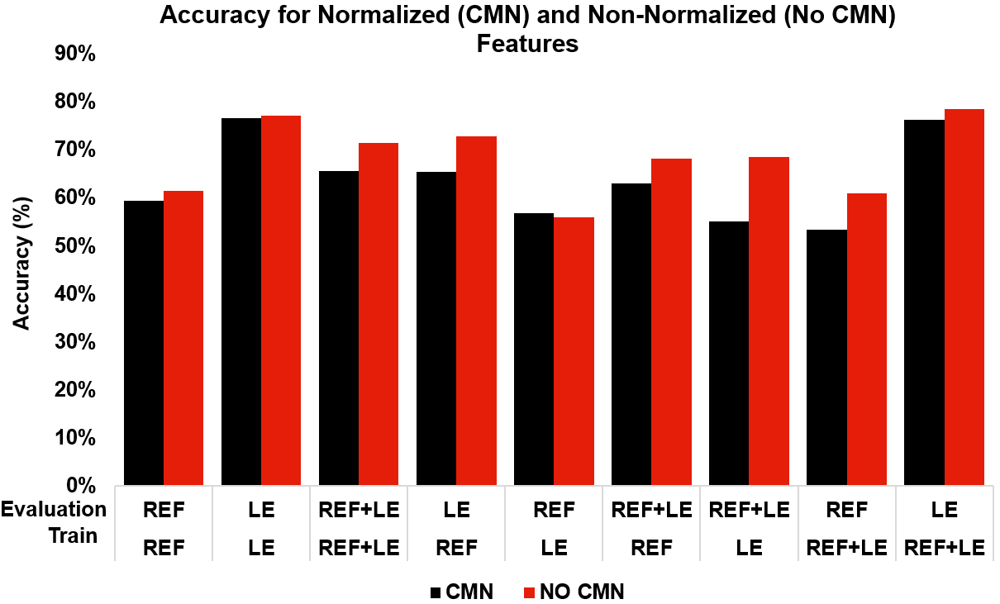 Accuracy for Normalized (CMN) and Non-Normalized (No CMN)
Features
90%
80%
70%
60%
50%
40%
30%
20%
10%
0%
Accuracy (%)
Evaluation REF LE REF+LE LE REF REF+LE REF+LE REF LE
Train REF LE REF+LE REF LE REF LE REF+LE REF+LE
CMN NO CMN